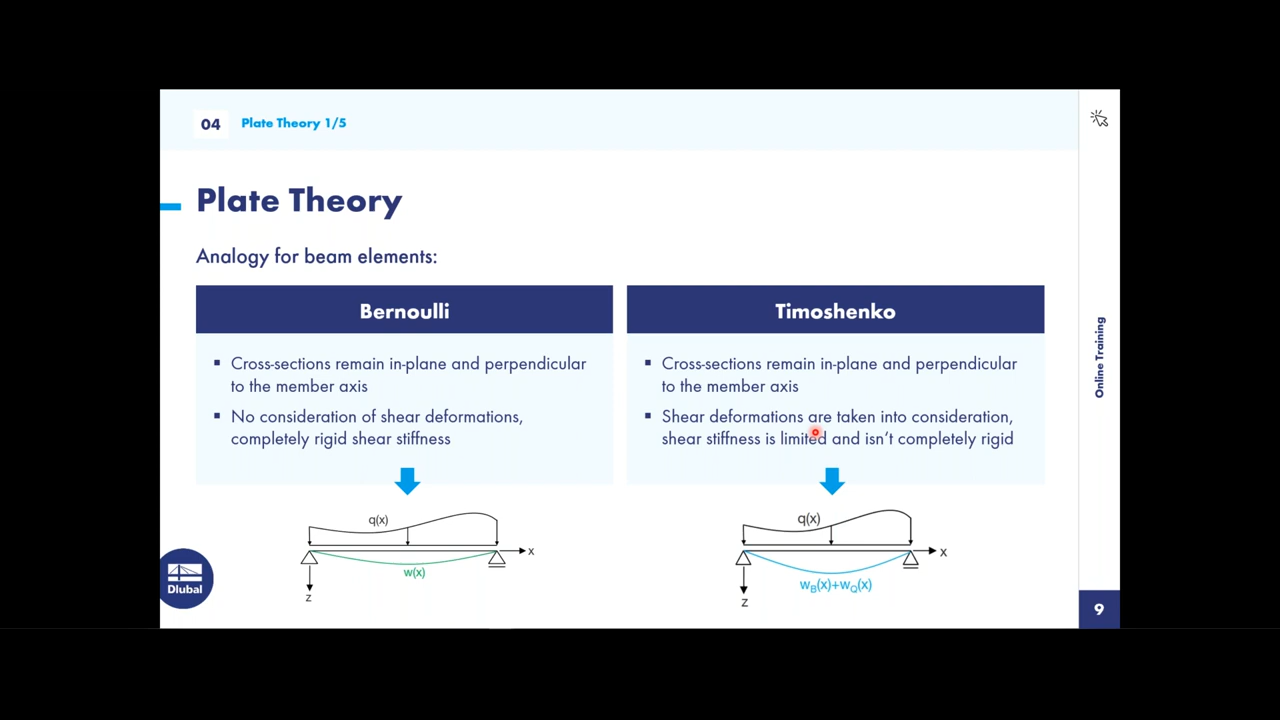 04 Plate Theory 1/5
Plate Theory
Analogy for beam elements:
Bernoulli
▪ Cross-sections remain in-plane and perpendicular
to the member axis
▪ No consideration of shear deformations,
completely rigid shear stiffness
q(x)
x
w(x)
z
Timoshenko
▪ Cross-sections remain in-plane and perpendicular
to the member axis
▪ Shear deformations are taken into consideration,
shear stiffness is limited and isn't completely rigid
q(x)
x
w_B(x)+w_Q(x)
z
Dlubal
Online Training
9